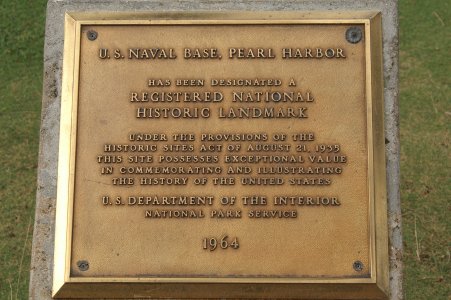 U. S. NAVAL BASE, PEARL HARBOR
HAS BEEN DESIGNATED A
REGISTERED NATIONAL
HISTORIC LANDMARK
UNDER THE PROVISIONS OF THE
HISTORIC SITES ACT OF AUGUST 21, 1935
THIS SITE POSSESSES EXCEPTIONAL VALUE
IN COMMEMORATING AND ILLUSTRATING
THE HISTORY OF THE UNITED STATES
U. S. DEPARTMENT OF THE INTERIOR
NATIONAL PARK SERVICE
1964